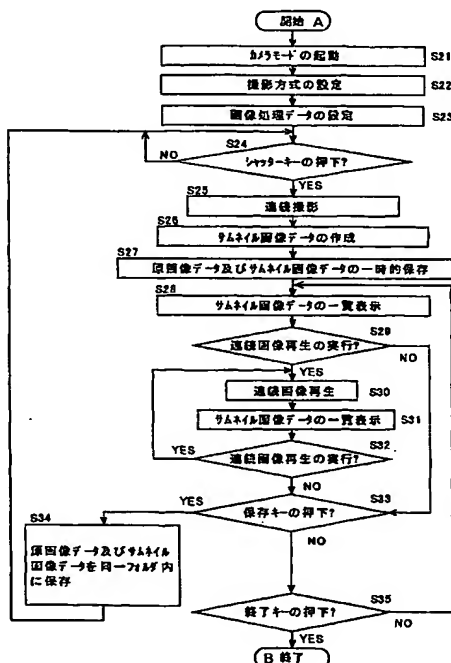 開始 A
カメラモードの起動
S21
撮影方式の設定
S22
画像処理データの設定
S23
S24
シャッターキーの押下?
NO
YES
S25
連続撮影
S26
サムネイル画像データの作成
S27
原画像データ及びサムネイル画像データの一時的保存
S28
サムネイル画像データの一覧表示
S29
連続画像再生の実行?
NO
YES
連続画像再生
S30
サムネイル画像データの一覧表示
S31
S32
連続画像再生の実行?
YES
NO
S33
保存キーの押下?
YES
NO
S34
原画像データ及びサムネイル
画像データを同一フォルダ内
に保存
S35
終了キーの押下?
NO
YES
B 終了